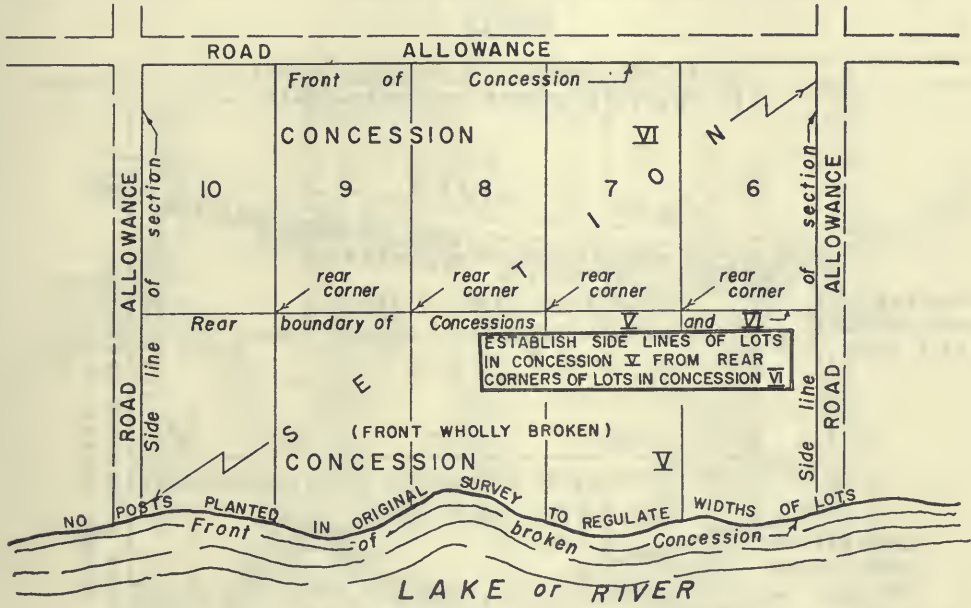 ROAD ALLOWANCE
Front of Concession
CONCESSION VI
10 9 8 7 6
SECTION
ROAD ALLOWANCE
Side line of section
Side line of section
ROAD ALLOWANCE
rear corner
rear corner
rear corner
rear corner
Rear boundary of Concessions V and VI
ESTABLISH SIDE LINES OF LOTS
IN CONCESSION V FROM REAR
CORNERS OF LOTS IN CONCESSION VI
(FRONT WHOLLY BROKEN)
CONCESSION V
NO POSTS PLANTED IN ORIGINAL SURVEY TO REGULATE WIDTHS OF LOTS
Front of broken Concession
LAKE or RIVER